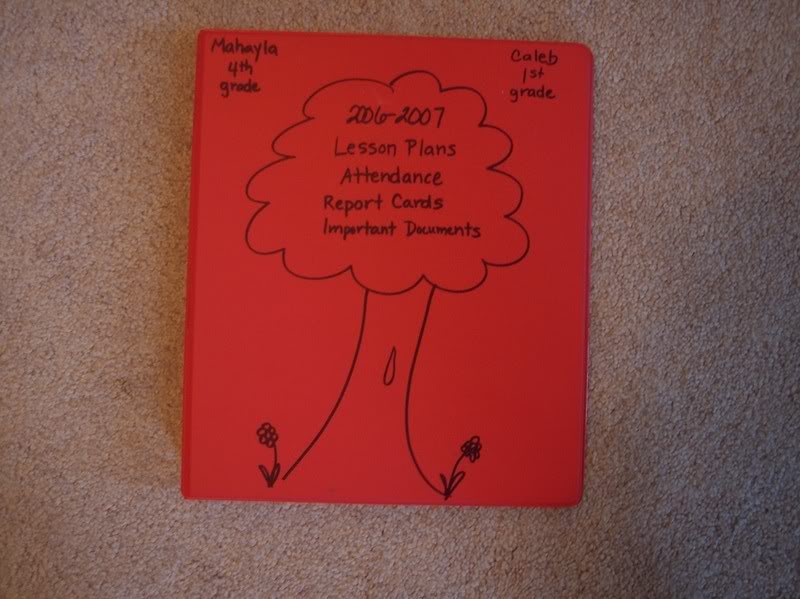 Mahayla
4th
grade
Caleb
1st
grade
2006-2007
Lesson Plans
Attendance
Report Cards
Important Documents